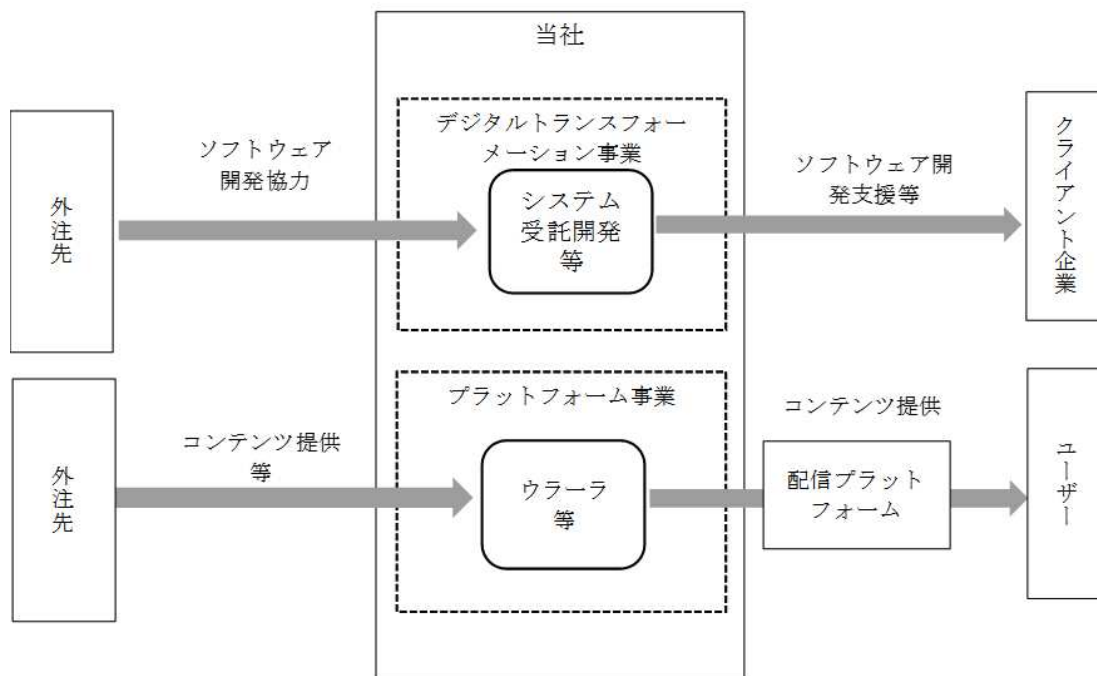 当社
デジタルトランスフォー
メーション事業
ソフトウェア
開発協力
ソフトウェア開
発支援等
外注先
システム
受託開発
等
クライアント企業
プラットフォーム事業
コンテンツ提供
等
コンテンツ提供
外注先
ウラーラ
等
配信プラット
フォーム
ユーザー